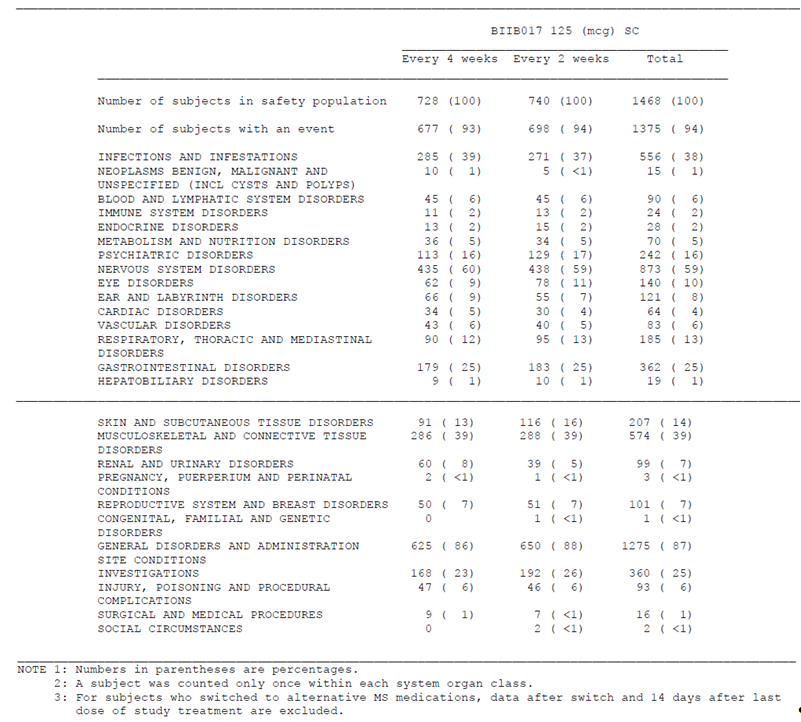 BIIB017 125 (mcg) SC
Every 4 weeks Every 2 weeks Total
Number of subjects in safety population 728 (100) 740 (100) 1468 (100)
Number of subjects with an event 677 ( 93) 698 ( 94) 1375 ( 94)
INFECTIONS AND INFESTATIONS 285 ( 39) 271 ( 37) 556 ( 38)
NEOPLASMS BENIGN, MALIGNANT AND 10 ( 1) 5 ( <1) 15 ( 1)
UNSPECIFIED (INCL CYSTS AND POLYPS)
BLOOD AND LYMPHATIC SYSTEM DISORDERS 45 ( 6) 45 ( 6) 90 ( 6)
IMMUNE SYSTEM DISORDERS 11 ( 2) 13 ( 2) 24 ( 2)
ENDOCRINE DISORDERS 13 ( 2) 15 ( 2) 28 ( 2)
METABOLISM AND NUTRITION DISORDERS 36 ( 5) 34 ( 5) 70 ( 5)
PSYCHIATRIC DISORDERS 113 ( 16) 129 ( 17) 242 ( 16)
NERVOUS SYSTEM DISORDERS 435 ( 60) 438 ( 59) 873 ( 59)
EYE DISORDERS 62 ( 9) 78 ( 11) 140 ( 10)
EAR AND LABYRINTH DISORDERS 66 ( 9) 55 ( 7) 121 ( 8)
CARDIAC DISORDERS 34 ( 5) 30 ( 4) 64 ( 4)
VASCULAR DISORDERS 43 ( 6) 40 ( 5) 83 ( 6)
RESPIRATORY, THORACIC AND MEDIASTINAL 90 ( 12) 95 ( 13) 185 ( 13)
DISORDERS
GASTROINTESTINAL DISORDERS 179 ( 25) 183 ( 25) 362 ( 25)
HEPATOBILIARY DISORDERS 9 ( 1) 10 ( 1) 19 ( 1)
SKIN AND SUBCUTANEOUS TISSUE DISORDERS 91 ( 13) 116 ( 16) 207 ( 14)
MUSCULOSKELETAL AND CONNECTIVE TISSUE 286 ( 39) 288 ( 39) 574 ( 39)
DISORDERS
RENAL AND URINARY DISORDERS 60 ( 8) 39 ( 5) 99 ( 7)
PREGNANCY, PUERPERIUM AND PERINATAL 2 ( <1) 1 ( <1) 3 ( <1)
CONDITIONS
REPRODUCTIVE SYSTEM AND BREAST DISORDERS 50 ( 7) 51 ( 7) 101 ( 7)
CONGENITAL, FAMILIAL AND GENETIC 0 1 ( <1) 1 ( <1)
DISORDERS
GENERAL DISORDERS AND ADMINISTRATION 625 ( 86) 650 ( 88) 1275 ( 87)
SITE CONDITIONS
INVESTIGATIONS 168 ( 23) 192 ( 26) 360 ( 25)
INJURY, POISONING AND PROCEDURAL 47 ( 6) 46 ( 6) 93 ( 6)
COMPLICATIONS
SURGICAL AND MEDICAL PROCEDURES 9 ( 1) 7 ( <1) 16 ( 1)
SOCIAL CIRCUMSTANCES 0 2 ( <1) 2 ( <1)
NOTE 1: Numbers in parentheses are percentages.
2: A subject was counted only once within each system organ class.
3: For subjects who switched to alternative MS medications, data after switch and 14 days after last
dose of study treatment are excluded.